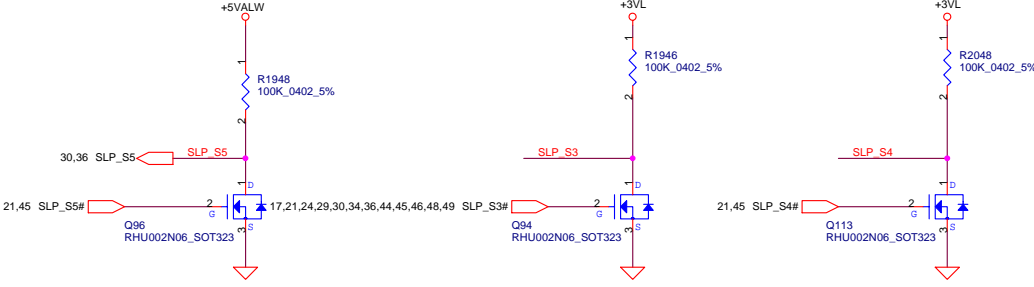 +5VALW
1
R1948
100K_0402_5%
2
30,36 SLP_S5
SLP_S5
1
D
21,45 SLP_S5#
2
G
S
3
Q96
RHU002N06_SOT323
+3VL
1
R1946
100K_0402_5%
2
SLP_S3
1
D
17,21,24,29,30,34,36,44,45,46,48,49 SLP_S3#
2
G
S
3
Q94
RHU002N06_SOT323
+3VL
1
R2048
100K_0402_5%
2
SLP_S4
1
D
21,45 SLP_S4#
2
G
S
3
Q113
RHU002N06_SOT323